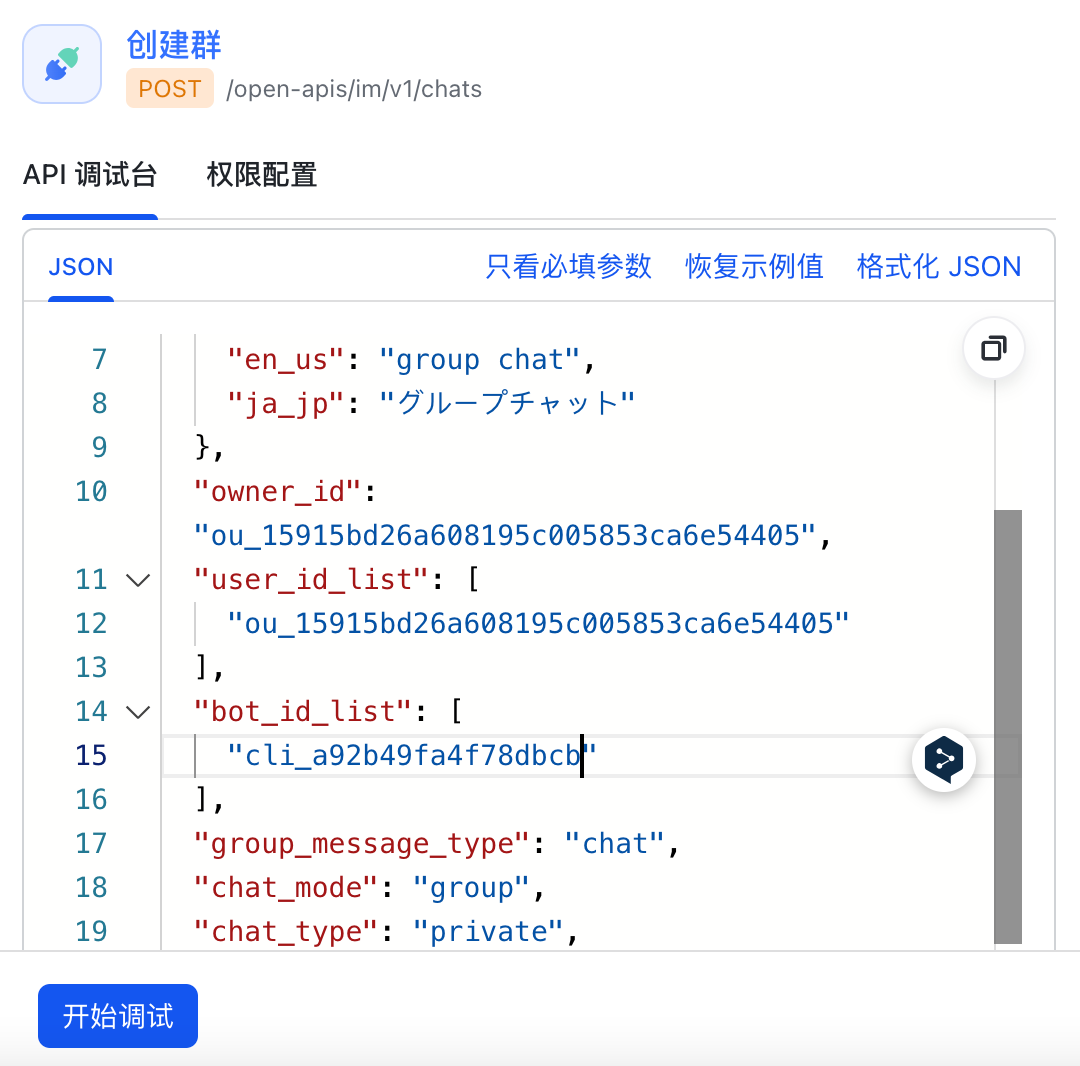 创建群
POST /open-apis/im/v1/chats
API 调试台 权限配置
JSON 只看必填参数 恢复示例值 格式化 JSON
7 "en_us": "group chat",
8 "ja_jp": "グループチャット"
9 },
10 "owner_id":
"ou_15915bd26a608195c005853ca6e54405",
11 "user_id_list": [
12 "ou_15915bd26a608195c005853ca6e54405"
13 ],
14 "bot_id_list": [
15 "cli_a92b49fa4f78dbcb"
16 ],
17 "group_message_type": "chat",
18 "chat_mode": "group",
19 "chat_type": "private",
开始调试